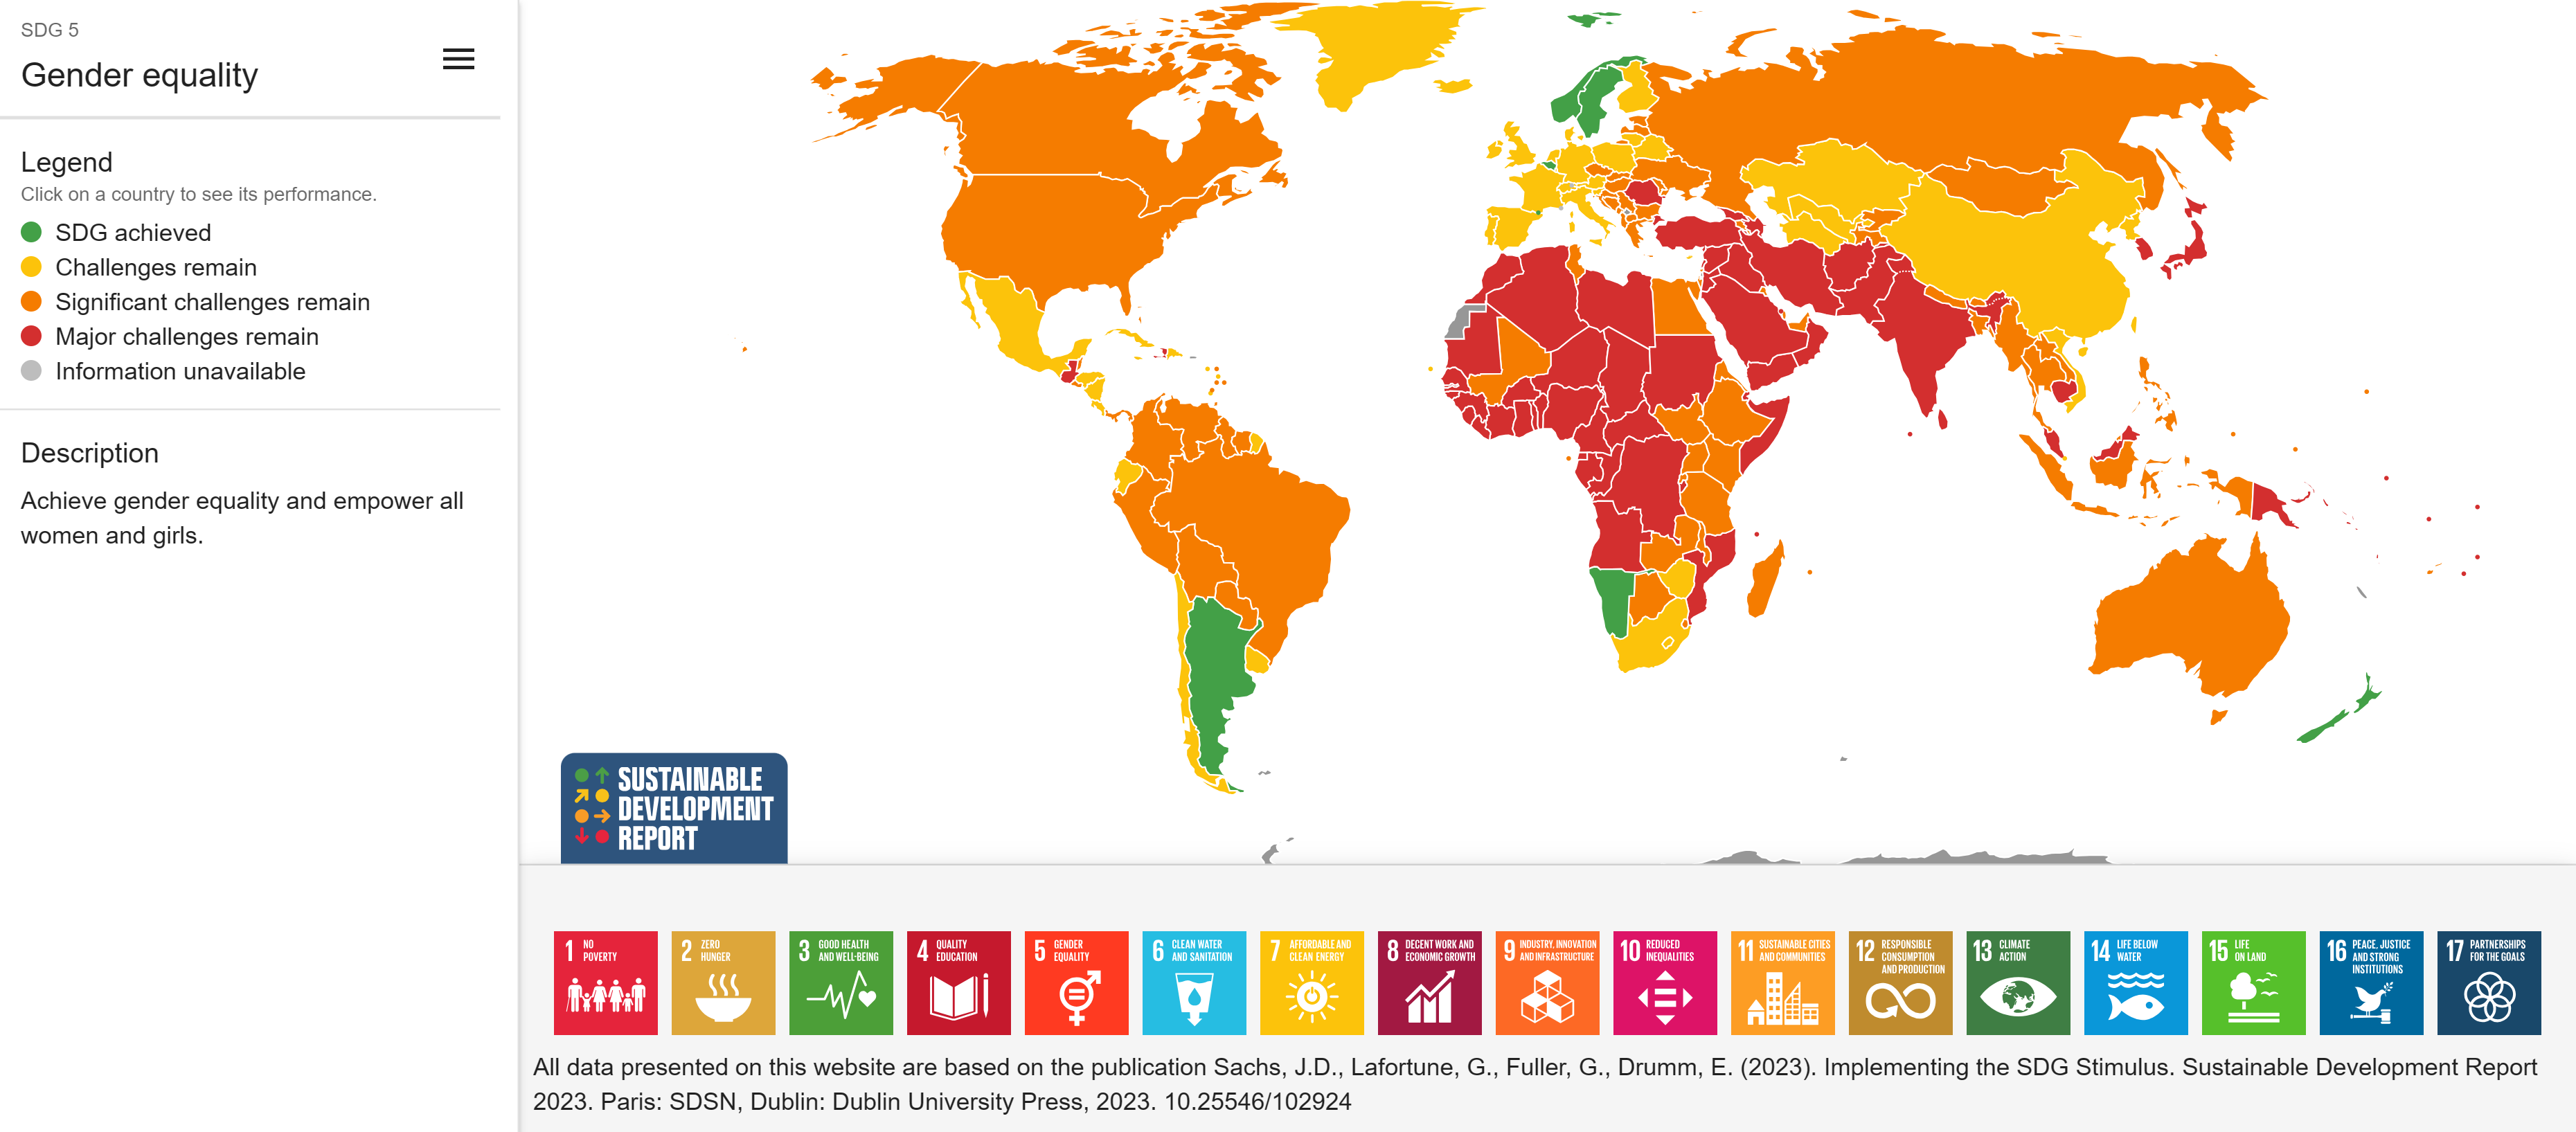 SDG 5
Gender equality
Legend
Click on a country to see its performance.
SDG achieved
Challenges remain
Significant challenges remain
Major challenges remain
Information unavailable
Description
Achieve gender equality and empower all
women and girls.
SUSTAINABLE
DEVELOPMENT
REPORT
1 NO
POVERTY
2 ZERO
HUNGER
3 GOOD HEALTH
AND WELL-BEING
4 QUALITY
EDUCATION
5 GENDER
EQUALITY
6 CLEAN WATER
AND SANITATION
7 AFFORDABLE AND
CLEAN ENERGY
8 DECENT WORK AND
ECONOMIC GROWTH
9 INDUSTRY, INNOVATION
AND INFRASTRUCTURE
10 REDUCED
INEQUALITIES
11 SUSTAINABLE CITIES
AND COMMUNITIES
12 RESPONSIBLE
CONSUMPTION
AND PRODUCTION
13 CLIMATE
ACTION
14 LIFE BELOW
WATER
15 LIFE
ON LAND
16 PEACE, JUSTICE
AND STRONG
INSTITUTIONS
17 PARTNERSHIPS
FOR THE GOALS
All data presented on this website are based on the publication Sachs, J.D., Lafortune, G., Fuller, G., Drumm, E. (2023). Implementing the SDG Stimulus. Sustainable Development Report
2023. Paris: SDSN, Dublin: Dublin University Press, 2023. 10.25546/102924